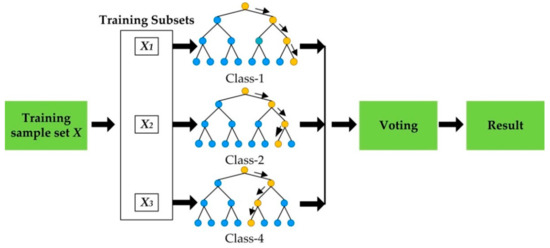 Training Subsets
X1
Class-1
Training
sample set X
X2
Class-2
Voting
Result
X3
Class-4